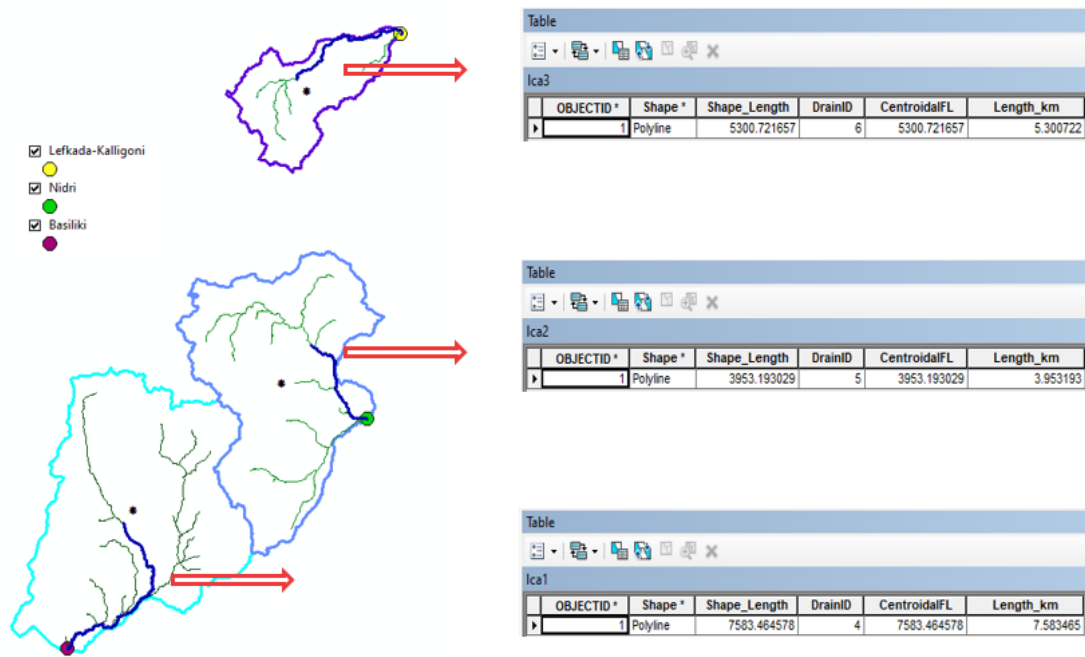 Table
lca3
OBJECTID * Shape * Shape_Length DrainID CentroidalFL Length_km
1 Polyline 5300.721657 6 5300.721657 5.300722
Lefkada-Kalligoni
Nidri
Basiliki
Table
lca2
OBJECTID * Shape * Shape_Length DrainID CentroidalFL Length_km
1 Polyline 3953.193029 5 3953.193029 3.953193
Table
lca1
OBJECTID * Shape * Shape_Length DrainID CentroidalFL Length_km
1 Polyline 7583.464578 4 7583.464578 7.583465